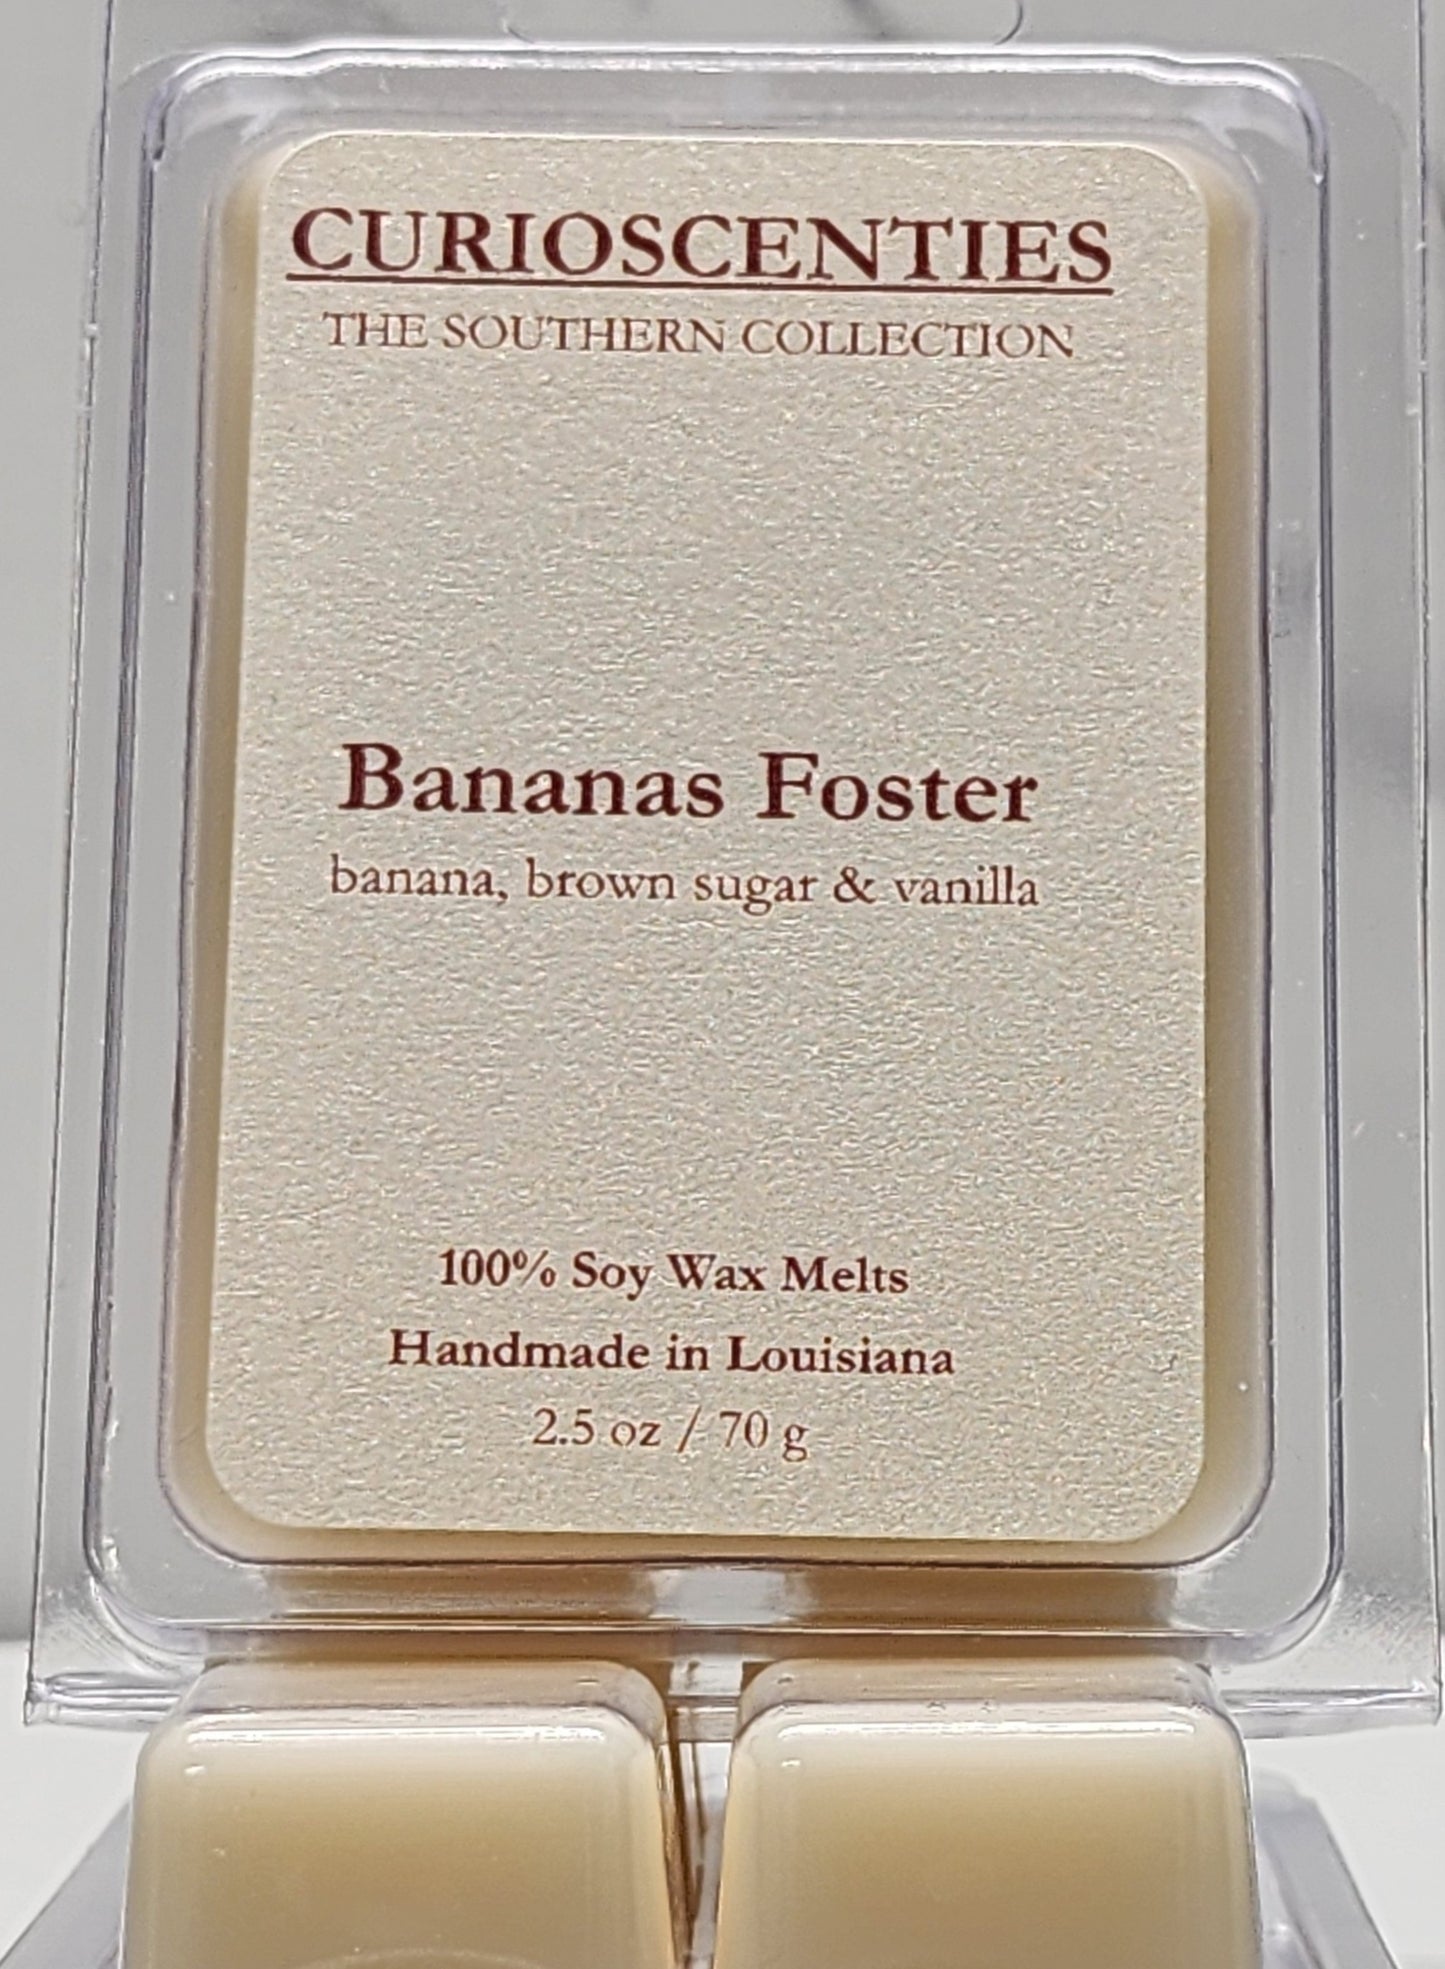 CURIOSCENTIES
THE SOUTHERN COLLECTION
Bananas Foster
banana, brown sugar & vanilla
100% Soy Wax Melts
Handmade in Louisiana
2.5 oz / 70 g